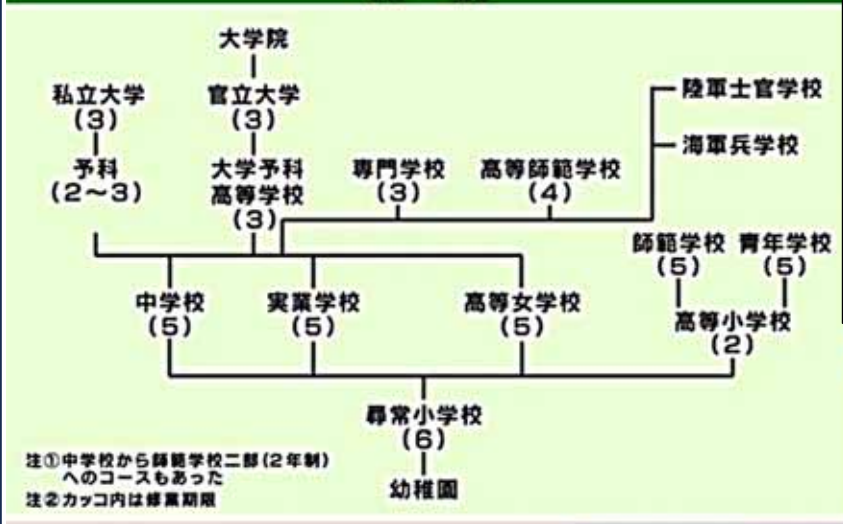 大学院
私立大学
(3)
官立大学
(3)
陸軍士官学校
海軍兵学校
予科
(2〜3)
大学予科
高等学校
(3)
専門学校
(3)
高等師範学校
(4)
師範学校
(5)
青年学校
(5)
中学校
(5)
実業学校
(5)
高等女学校
(5)
高等小学校
(2)
尋常小学校
(6)
幼稚園
注①中学校から師範学校二部(2年制)
へのコースもあった
注②カッコ内は修業期限